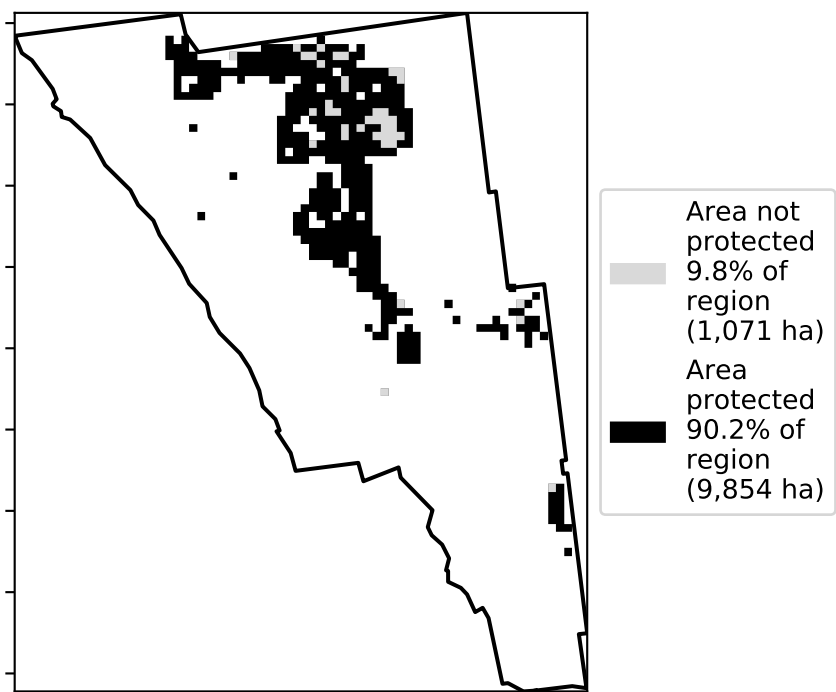 Area not
protected
9.8% of
region
(1,071 ha)
Area
protected
90.2% of
region
(9,854 ha)